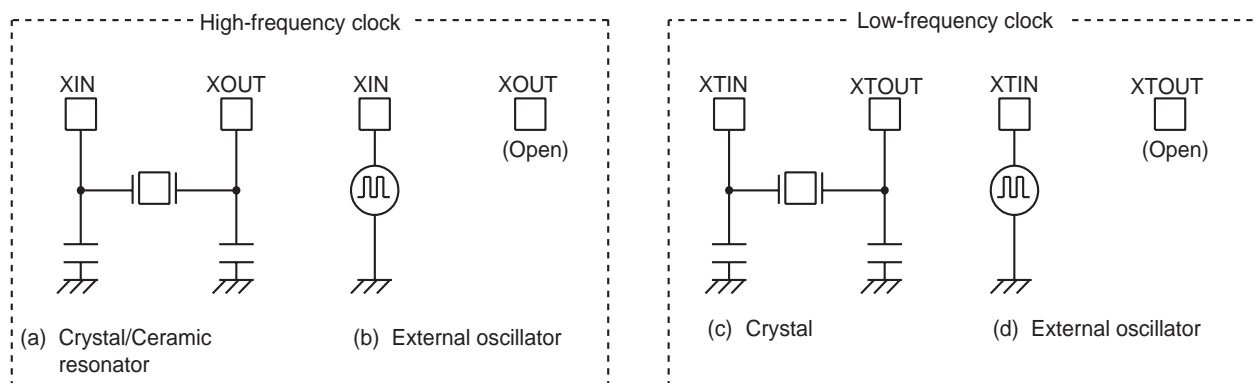 High-frequency clock
XIN
XOUT
XIN
XOUT
(Open)
(a) Crystal/Ceramic
resonator
(b) External oscillator
Low-frequency clock
XTIN
XTOUT
XTIN
XTOUT
(Open)
(c) Crystal
(d) External oscillator